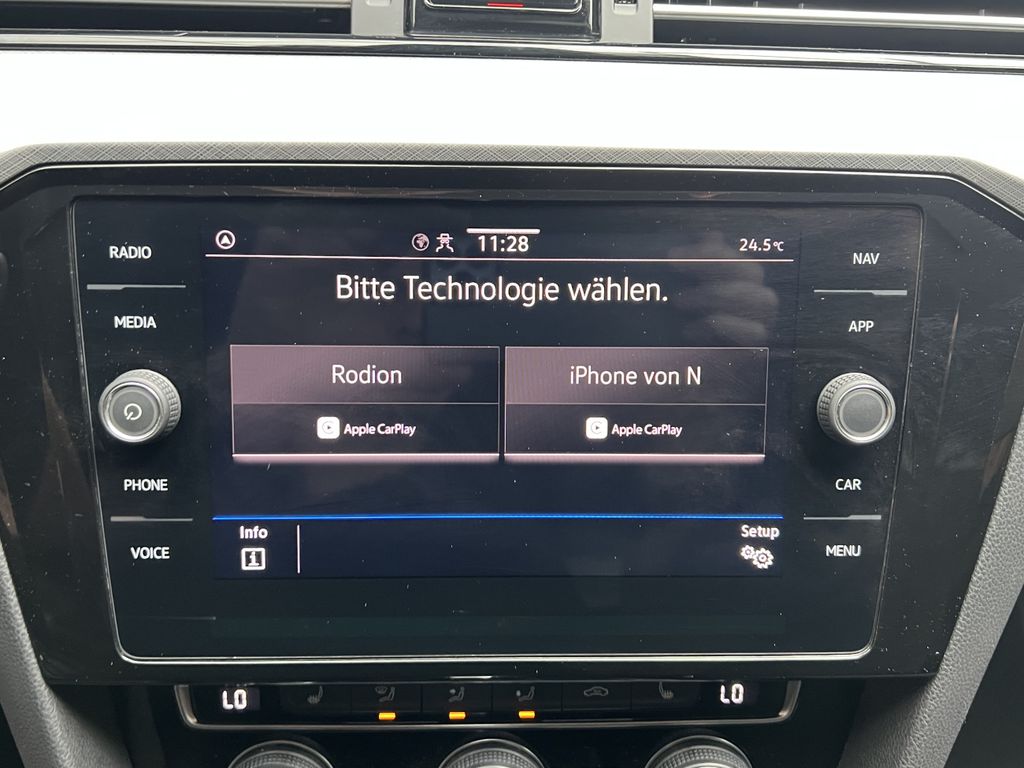 11:28
24.5°C
RADIO
NAV
Bitte Technologie wählen.
MEDIA
APP
Rodion
iPhone von N
Apple CarPlay
Apple CarPlay
PHONE
CAR
Info
Setup
VOICE
MENU
LO
LO